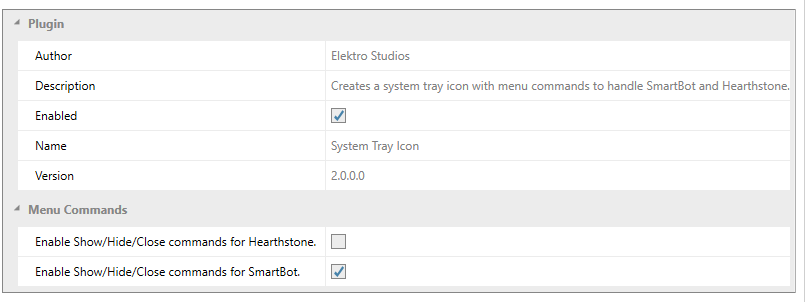 Plugin
Author Elektro Studios
Description Creates a system tray icon with menu commands to handle SmartBot and Hearthstone.
Enabled
Name System Tray Icon
Version 2.0.0.0
Menu Commands
Enable Show/Hide/Close commands for Hearthstone.
Enable Show/Hide/Close commands for SmartBot.